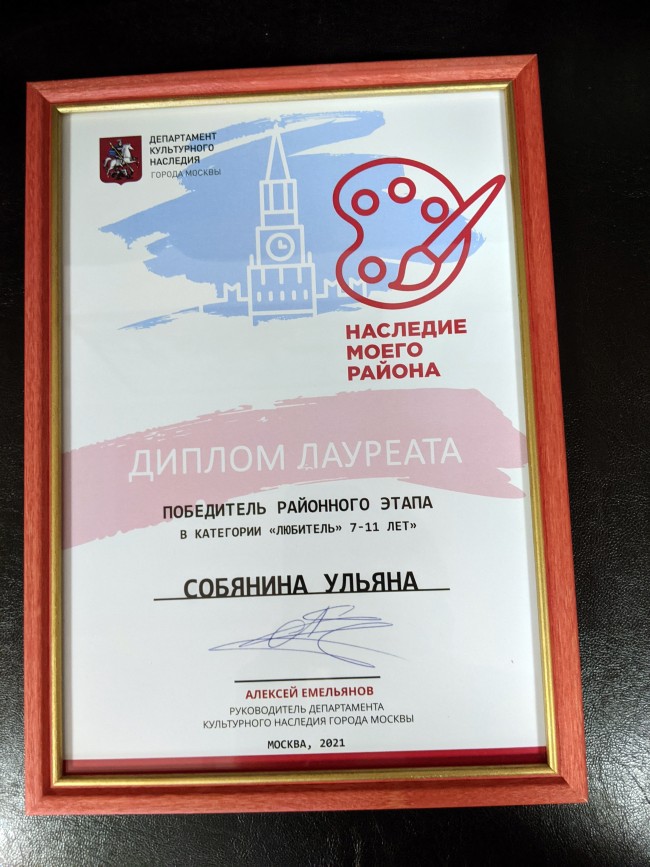 ДЕПАРТАМЕНТ
КУЛЬТУРНОГО
НАСЛЕДИЯ
ГОРОДА МОСКВЫ
НАСЛЕДИЕ
МОЕГО
РАЙОНА
ДИПЛОМ ЛАУРЕАТА
ПОБЕДИТЕЛЬ РАЙОННОГО ЭТАПА
В КАТЕГОРИИ «ЛЮБИТЕЛЬ» 7-11 ЛЕТ»
СОБЯНИНА УЛЬЯНА
АЛЕКСЕЙ ЕМЕЛЬЯНОВ
РУКОВОДИТЕЛЬ ДЕПАРТАМЕНТА
КУЛЬТУРНОГО НАСЛЕДИЯ ГОРОДА МОСКВЫ
МОСКВА, 2021